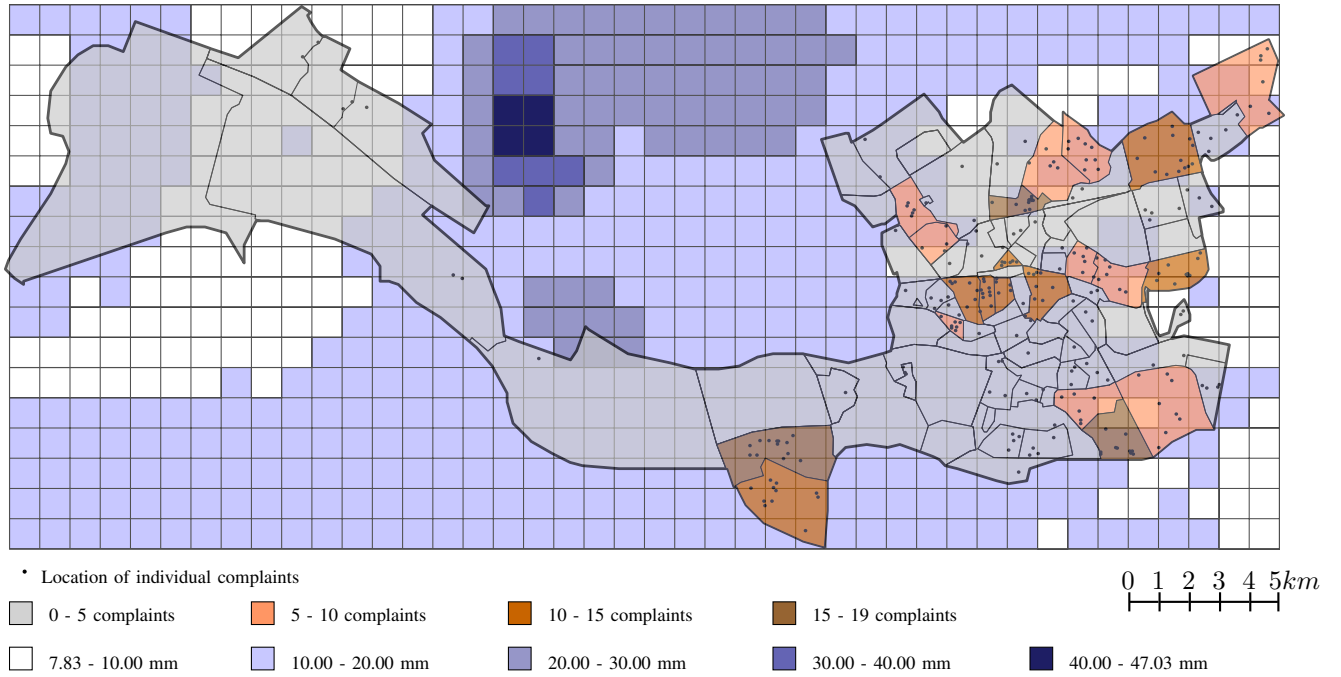 Location of individual complaints
0 1 2 3 4 5km
0 - 5 complaints 5 - 10 complaints 10 - 15 complaints 15 - 19 complaints
7.83 - 10.00 mm 10.00 - 20.00 mm 20.00 - 30.00 mm 30.00 - 40.00 mm 40.00 - 47.03 mm